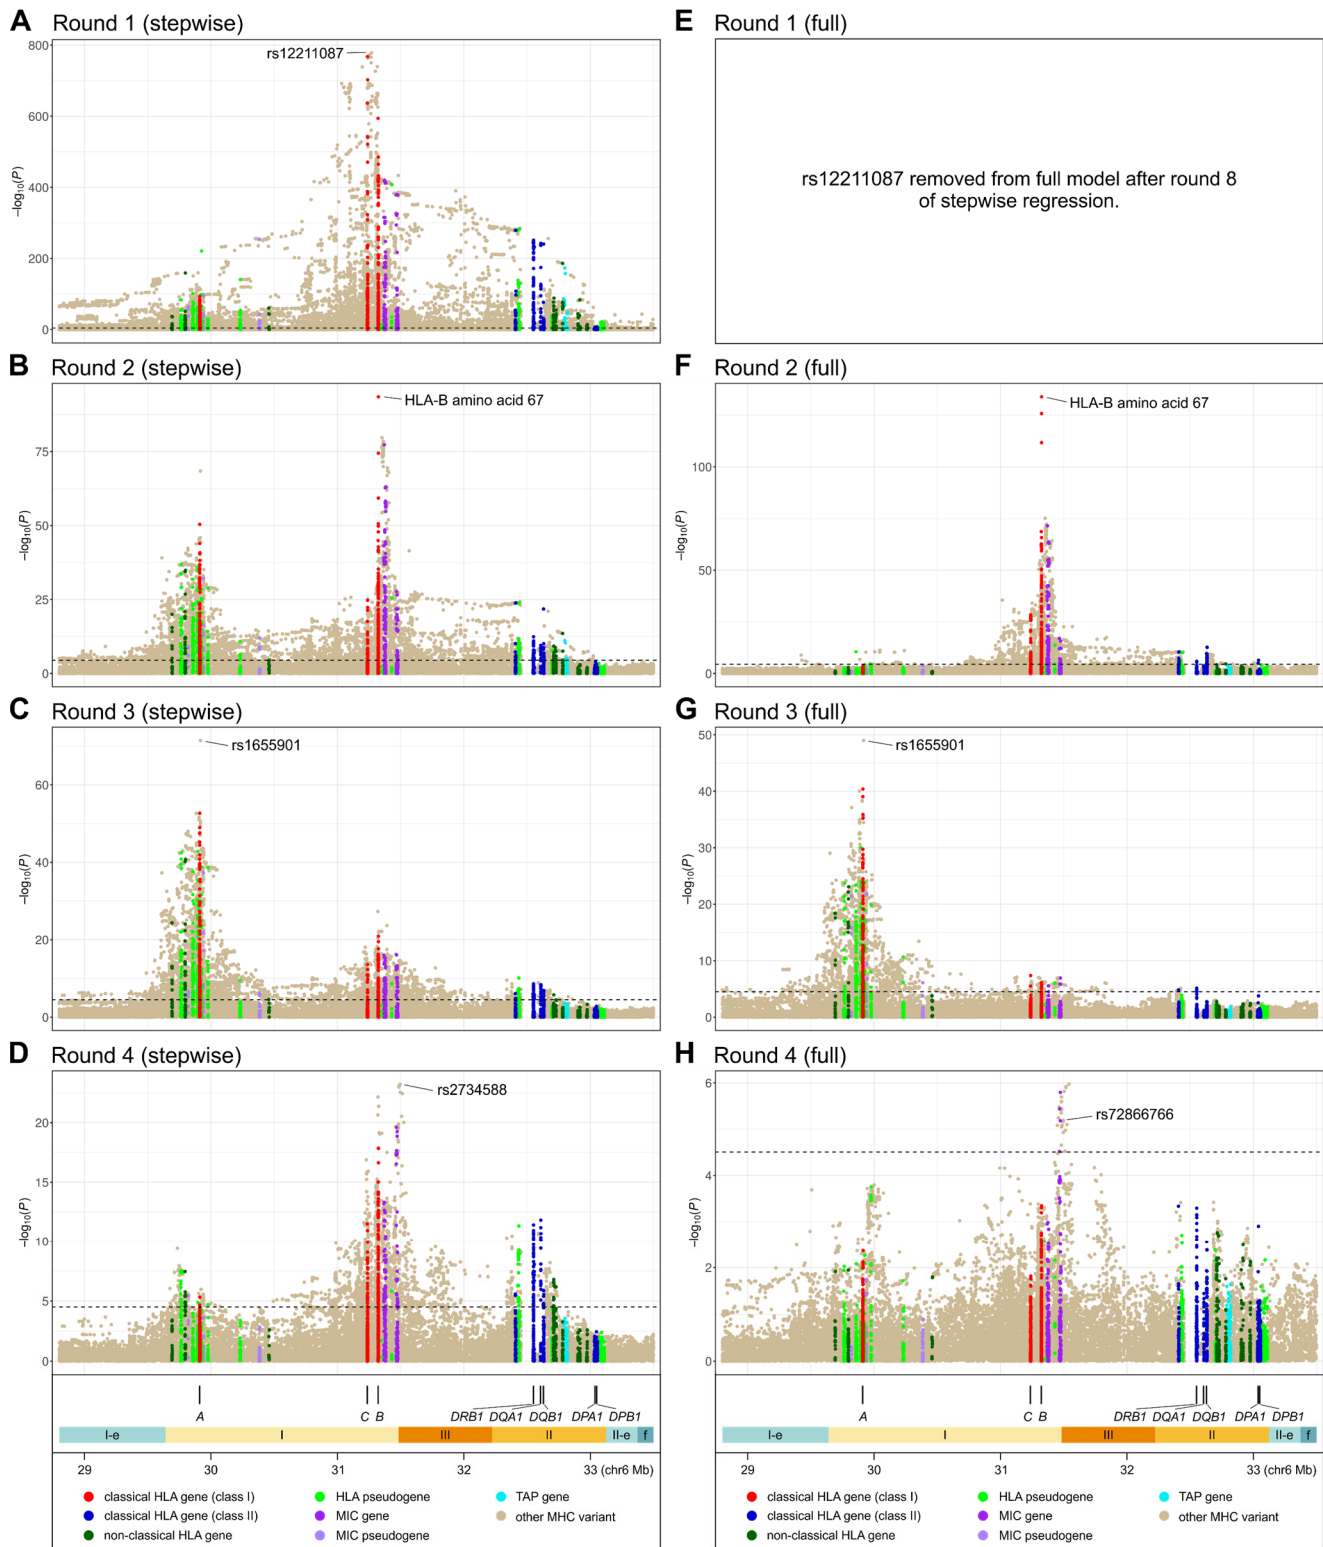 A Round 1 (stepwise)
800
600
400
200
0
−log10(P)
rs12211087
E Round 1 (full)
rs12211087 removed from full model after round 8
of stepwise regression.
B Round 2 (stepwise)
75
50
25
0
−log10(P)
HLA-B amino acid 67
F Round 2 (full)
100
50
0
−log10(P)
HLA-B amino acid 67
C Round 3 (stepwise)
60
40
20
0
−log10(P)
rs1655901
G Round 3 (full)
50
40
30
20
10
0
−log10(P)
rs1655901
D Round 4 (stepwise)
20
15
10
5
0
−log10(P)
rs2734588
H Round 4 (full)
6
4
2
0
−log10(P)
rs72866766
A C B DRB1 DQA1 DQB1 DPA1 DPB1
I-e I III II II-e f
29 30 31 32 33 (chr6 Mb)
classical HLA gene (class I) HLA pseudogene TAP gene
classical HLA gene (class II) MIC gene other MHC variant
non-classical HLA gene MIC pseudogene
A C B DRB1 DQA1 DQB1 DPA1 DPB1
I-e I III II II-e f
29 30 31 32 33 (chr6 Mb)
classical HLA gene (class I) HLA pseudogene TAP gene
classical HLA gene (class II) MIC gene other MHC variant
non-classical HLA gene MIC pseudogene